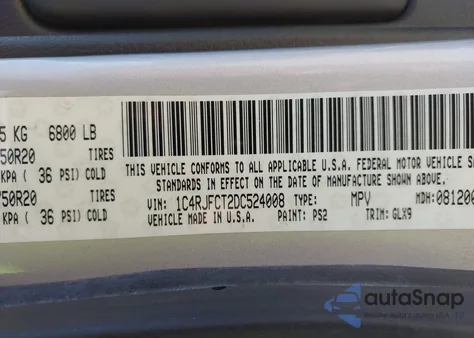 5 KG 6800 LB
50R20 TIRES
KPA ( 36 PSI) COLD
50R20 TIRES
KPA ( 36 PSI) COLD
THIS VEHICLE CONFORMS TO ALL APPLICABLE U.S.A. FEDERAL MOTOR VEHICLE
STANDARDS IN EFFECT ON THE DATE OF MANUFACTURE SHOWN ABOVE.
VIN: 1C4RJFCT2DC524008 TYPE: MPV MDH: 081206
VEHICLE MADE IN U.S.A. PAINT: PS2 TRIM: GLX9
autoSnap